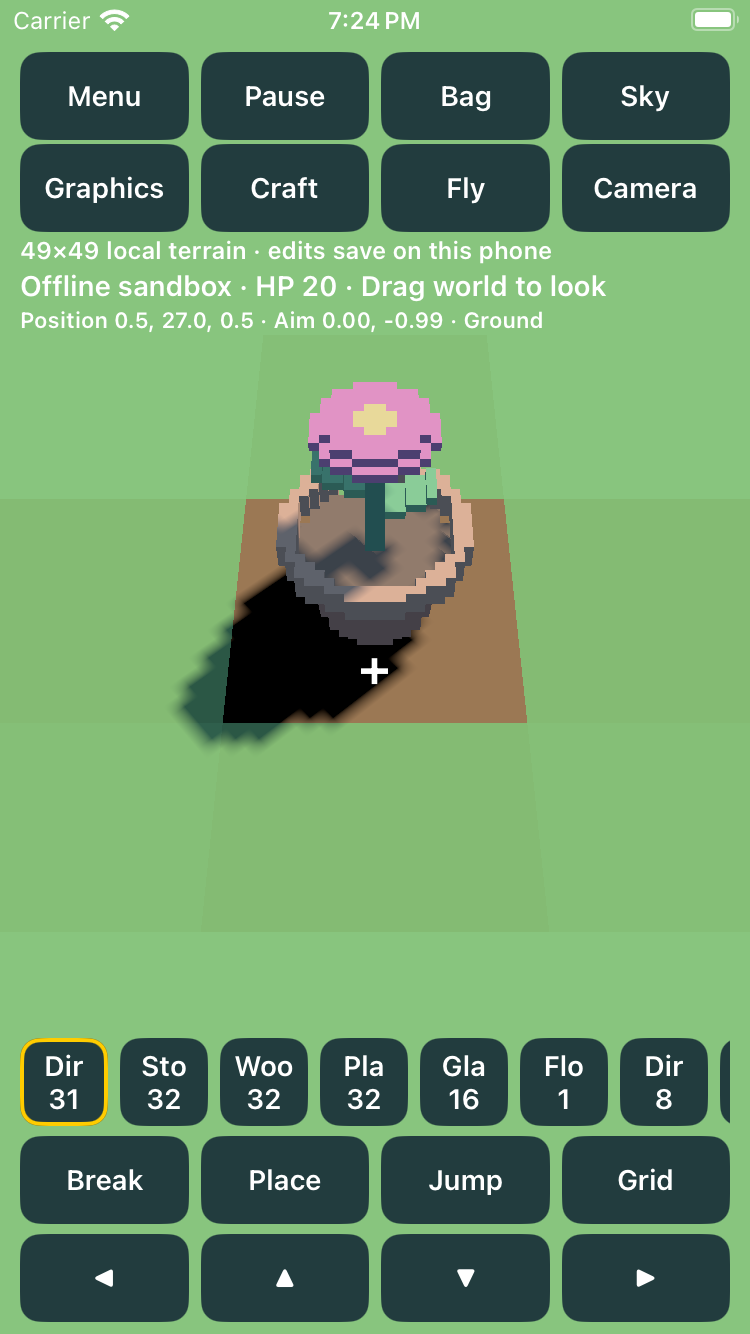 Carrier 7:24 PM
Menu Pause Bag Sky
Graphics Craft Fly Camera
49×49 local terrain · edits save on this phone
Offline sandbox · HP 20 · Drag world to look
Position 0.5, 27.0, 0.5 · Aim 0.00, -0.99 · Ground
Dir Sto Woo Pla Gla Flo Dir
31 32 32 32 16 1 8
Break Place Jump Grid